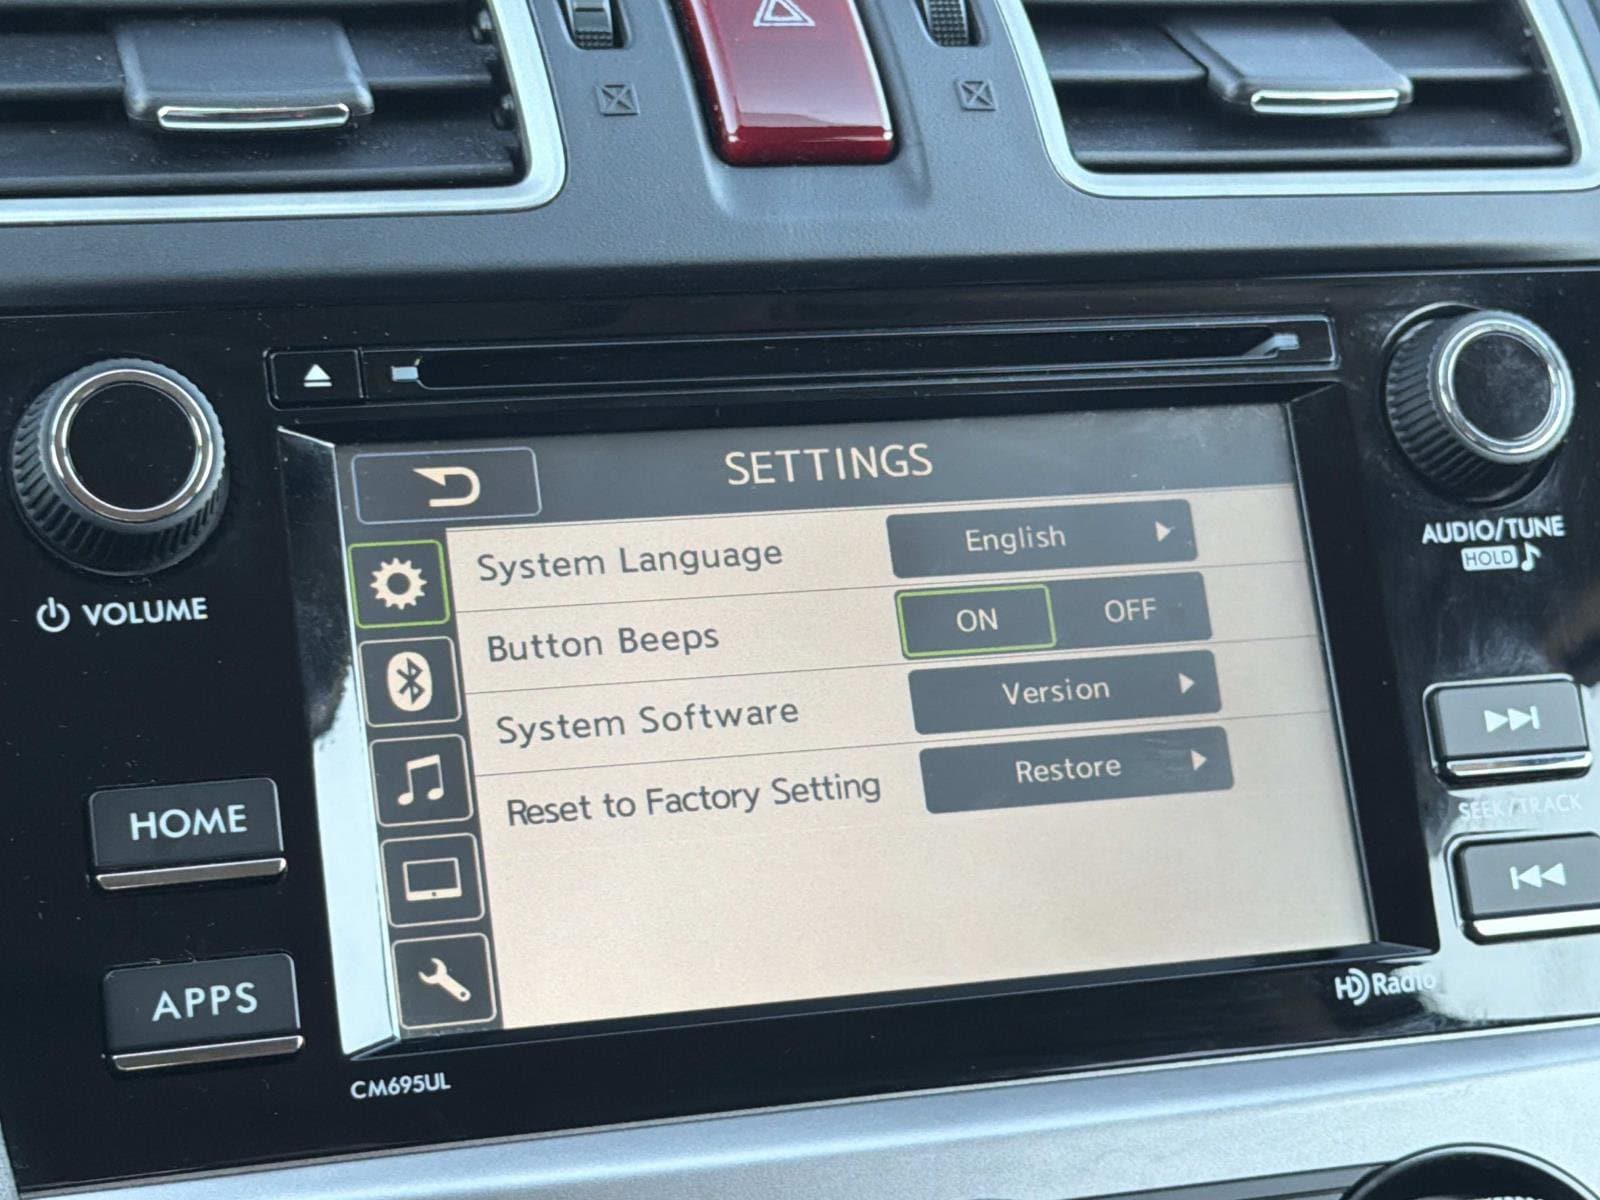 SETTINGS
System Language English
Button Beeps ON OFF
System Software Version
Reset to Factory Setting Restore
VOLUME
HOME
APPS
CM695UL
AUDIO/TUNE
HOLD
SEEK/TRACK
HD Radio